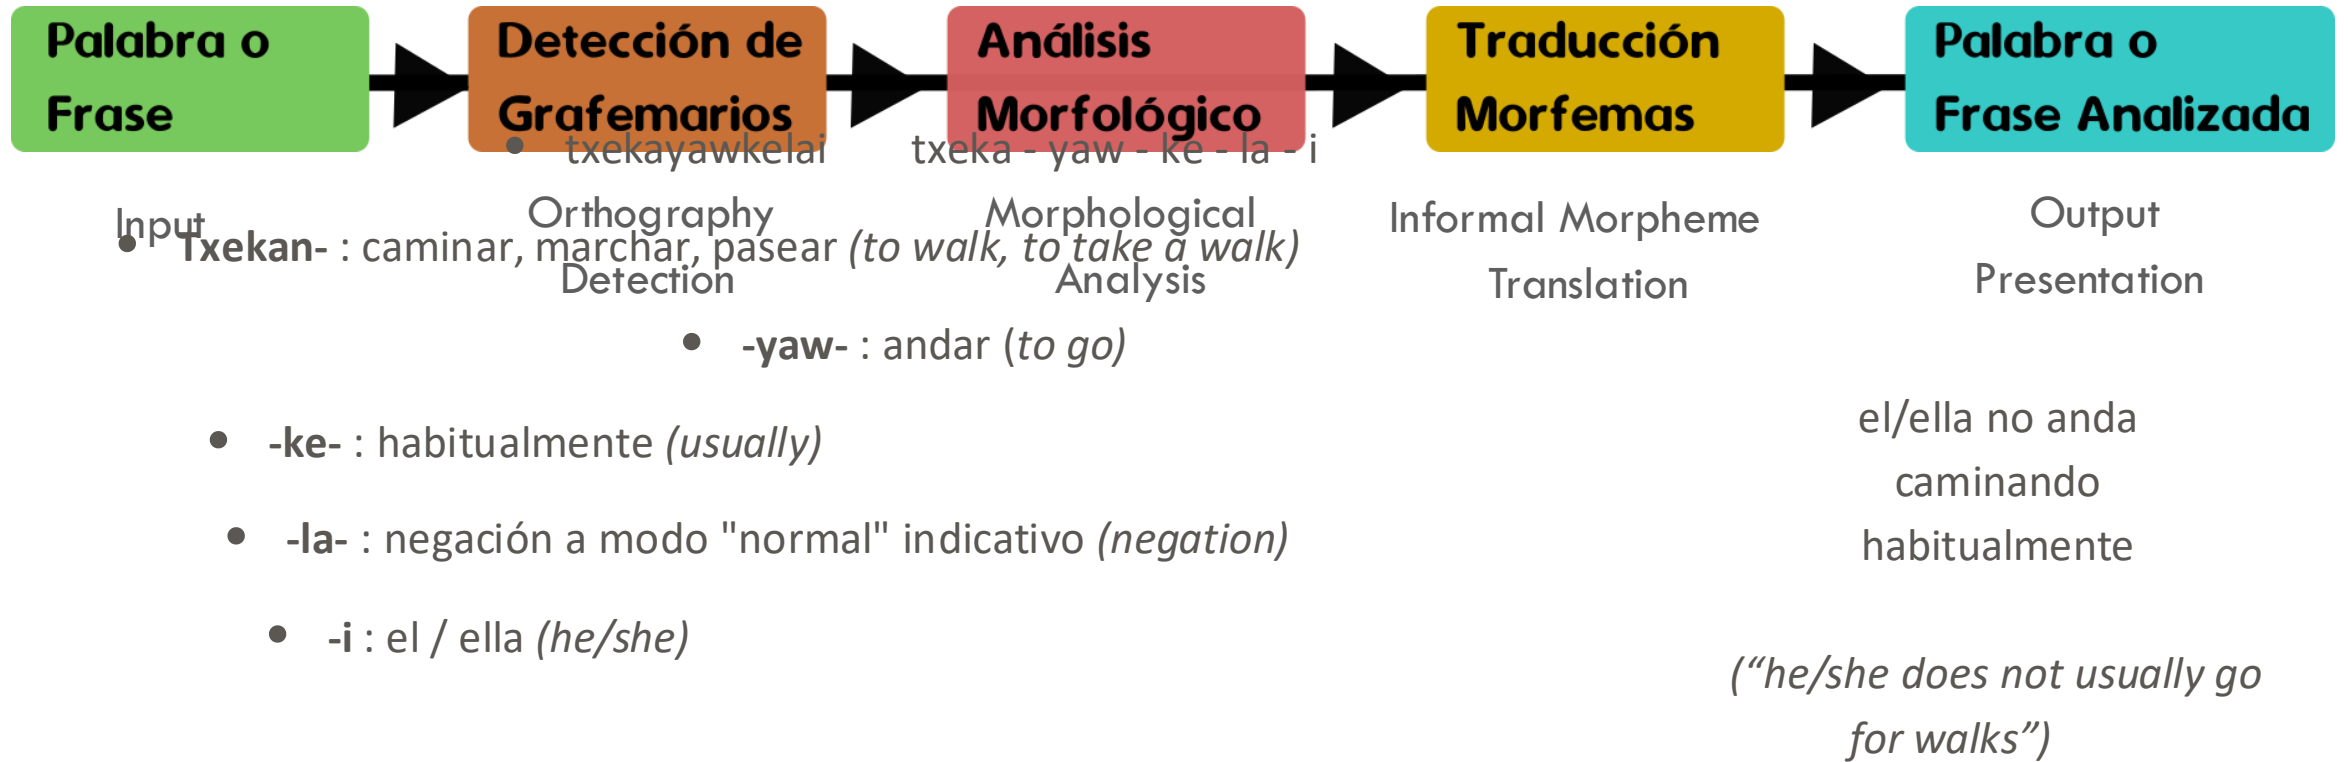 Palabra o
Frase
Detección de
Grafemarios
Análisis
Morfológico
Traducción
Morfemas
Palabra o
Frase Analizada
• txekayawkelai txeka - yaw - ke - la - i
Input
Orthography
Detection
Morphological
Analysis
Informal Morpheme
Translation
Output
Presentation
• Txekan- : caminar, marchar, pasear (to walk, to take a walk)
• -yaw- : andar (to go)
• -ke- : habitualmente (usually)
• -la- : negación a modo "normal" indicativo (negation)
• -i : el / ella (he/she)
el/ella no anda
caminando
habitualmente
(“he/she does not usually go
for walks”)